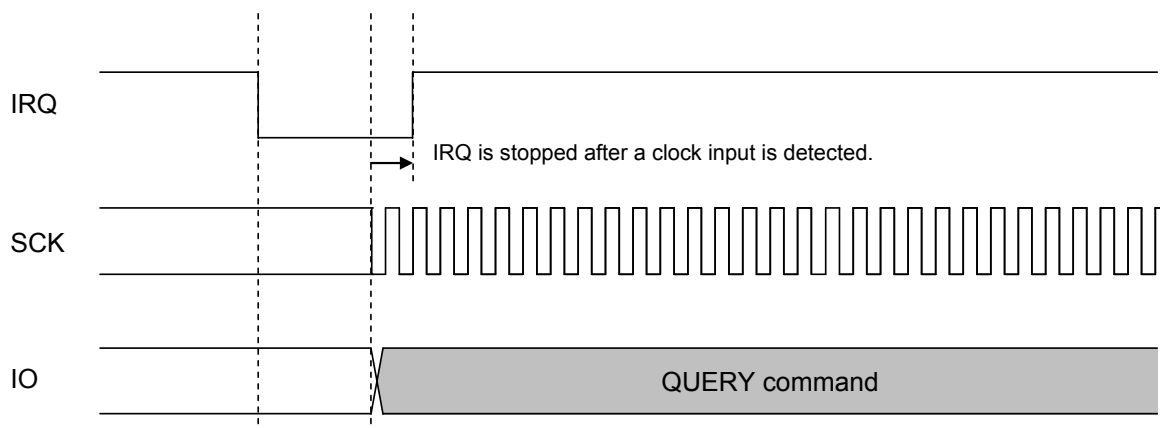 IRQ
IRQ is stopped after a clock input is detected.
SCK
IO
QUERY command